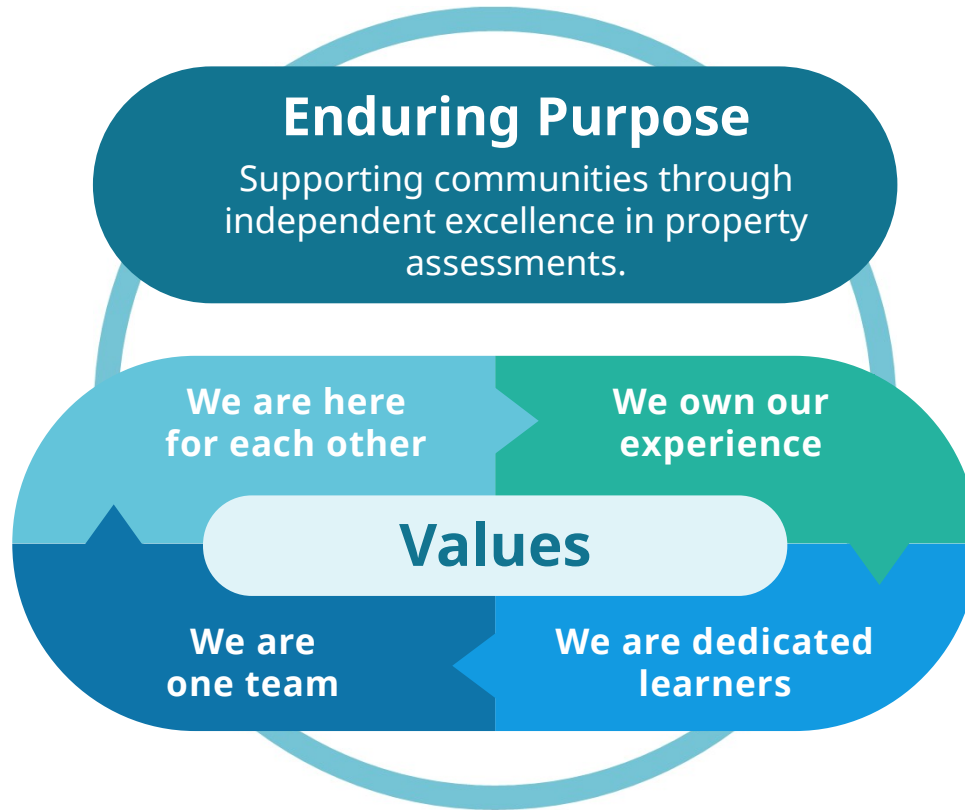 Enduring Purpose
Supporting communities through
independent excellence in property
assessments.
We are here
for each other
We own our
experience
Values
We are
one team
We are dedicated
learners